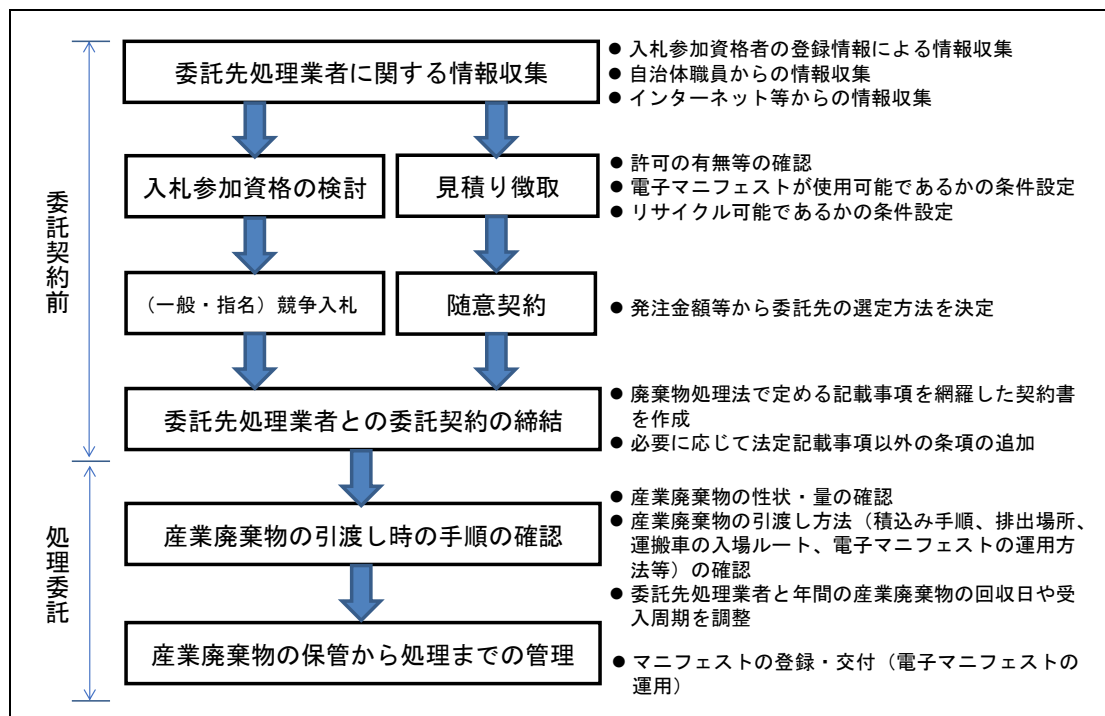 委託先処理業者に関する情報収集
● 入札参加資格者の登録情報による情報収集
● 自治体職員からの情報収集
● インターネット等からの情報収集
委託契約前
入札参加資格の検討
見積り徴取
● 許可の有無等の確認
● 電子マニフェストが使用可能であるかの条件設定
● リサイクル可能であるかの条件設定
（一般・指名）競争入札
随意契約
● 発注金額等から委託先の選定方法を決定
委託先処理業者との委託契約の締結
● 廃棄物処理法で定める記載事項を網羅した契約書
を作成
● 必要に応じて法定記載事項以外の条項の追加
処理委託
産業廃棄物の引渡し時の手順の確認
● 産業廃棄物の性状・量の確認
● 産業廃棄物の引渡し方法（積込み手順、排出場所、
運搬車の入場ルート、電子マニフェストの運用方
法等）の確認
● 委託先処理業者と年間の産業廃棄物の回収日や受
入周期を調整
産業廃棄物の保管から処理までの管理
● マニフェストの登録・交付（電子マニフェストの
運用）